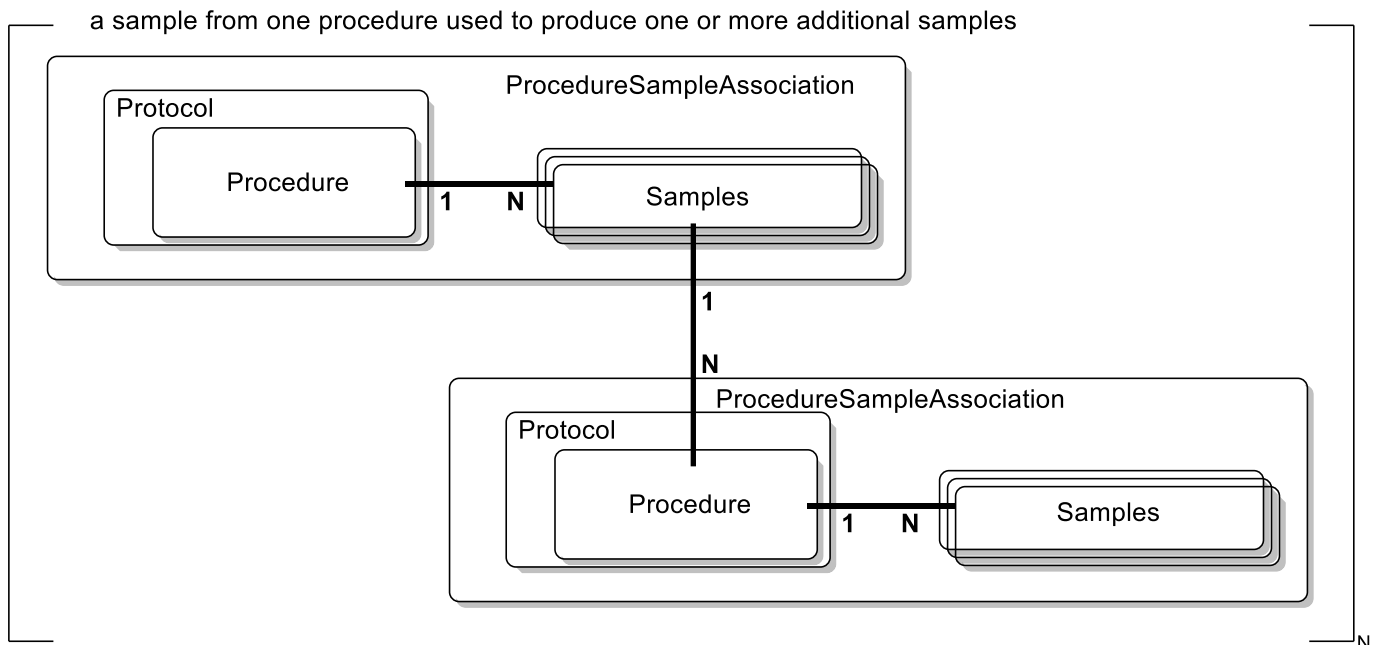 a sample from one procedure used to produce one or more additional samples
ProcedureSampleAssociation
Protocol
Procedure
1 N
Samples
1
N
ProcedureSampleAssociation
Protocol
Procedure
1 N
Samples
N